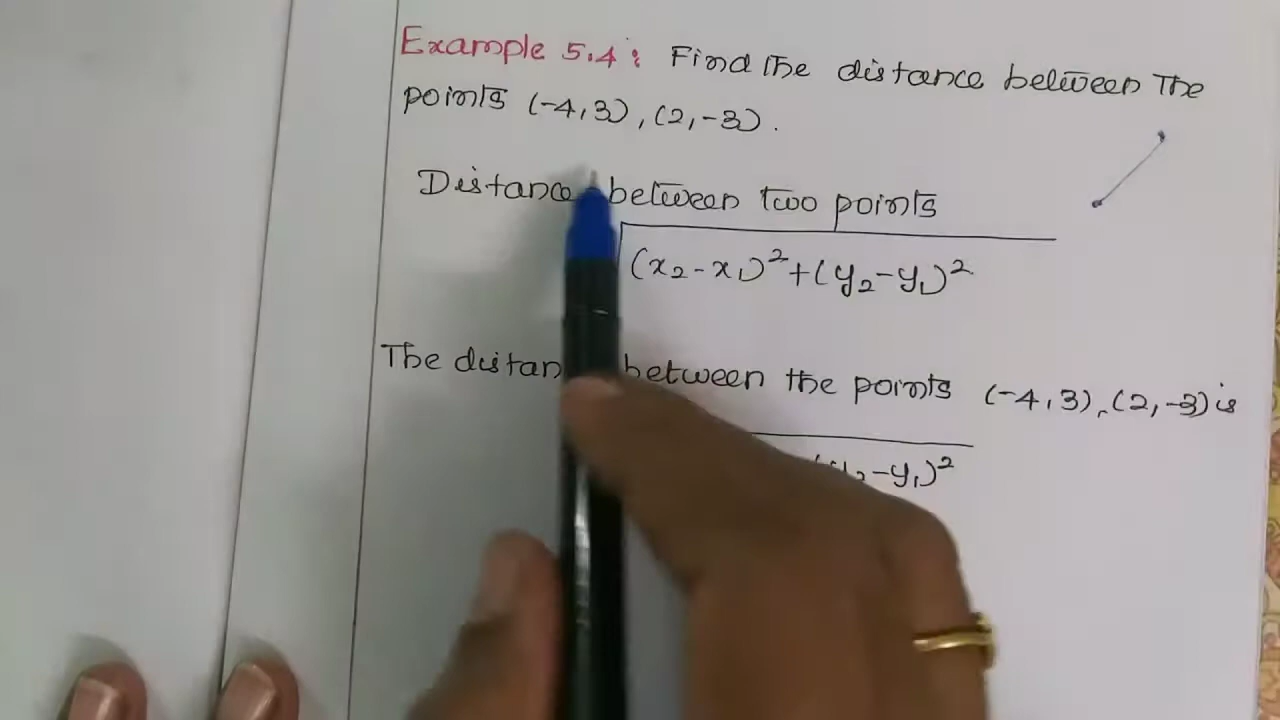 Example 5.4: Find the distance between the
points (-4,3), (2,-3).
Distance between two points
(x₂-x₁)²+(y₂-y₁)²
The between the points (-4,3), (2,-3) is
-y₁)²